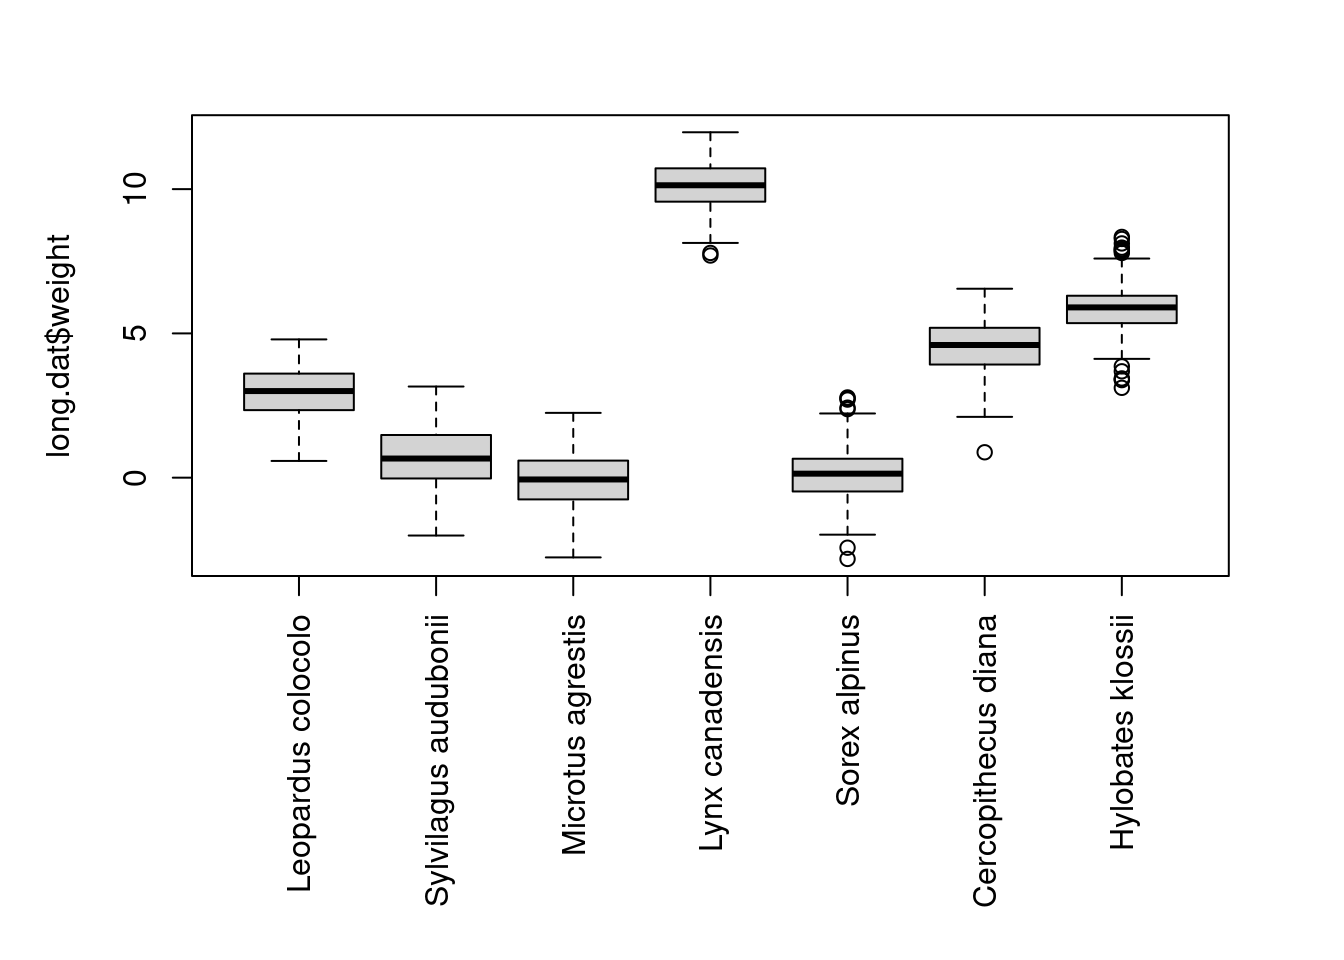 long.dat$weight
10
5
0
Leopardus colocolo
Sylvilagus audubonii
Microtus agrestis
Lynx canadensis
Sorex alpinus
Cercopithecus diana
Hylobates klossii